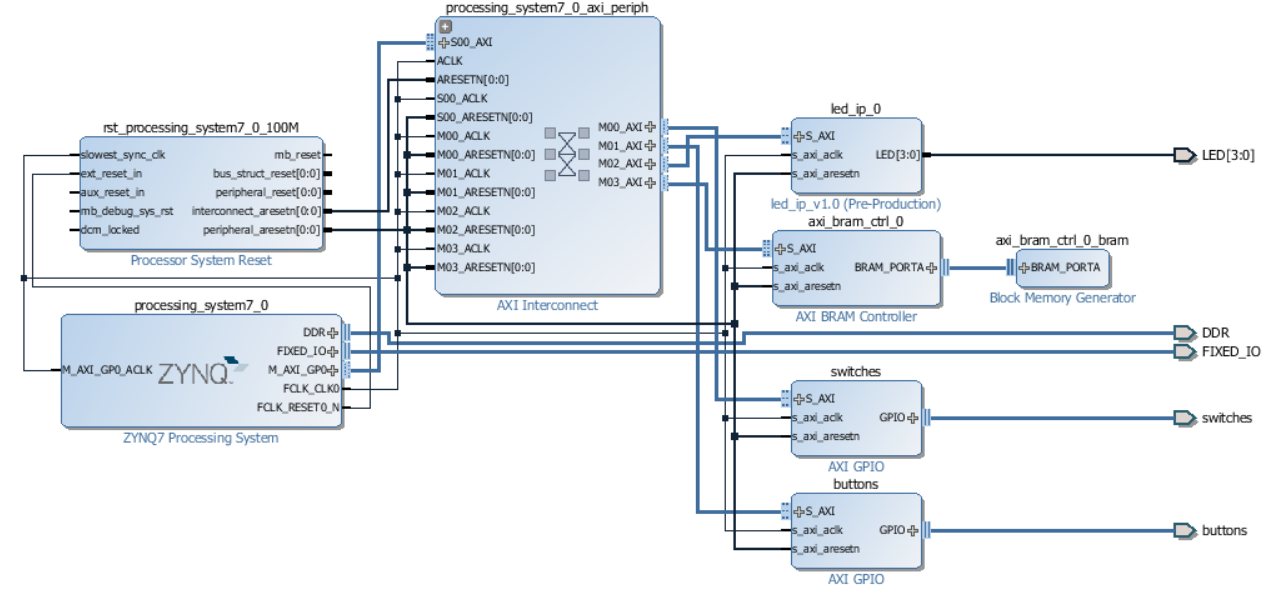 processing_system7_0_axi_periph
S00_AXI
ACLK
ARESETN[0:0]
S00_ACLK
S00_ARESETN[0:0]
M00_ACLK
M00_ARESETN[0:0]
M01_ACLK
M01_ARESETN[0:0]
M02_ACLK
M02_ARESETN[0:0]
M03_ACLK
M03_ARESETN[0:0]
M00_AXI
M01_AXI
M02_AXI
M03_AXI
AXI Interconnect
rst_processing_system7_0_100M
slowest_sync_clk
ext_reset_in
aux_reset_in
mb_debug_sys_rst
dcm_locked
mb_reset
bus_struct_reset[0:0]
peripheral_reset[0:0]
interconnect_aresetn[0:0]
peripheral_aresetn[0:0]
Processor System Reset
processing_system7_0
M_AXI_GP0_ACLK
ZYNQ
DDR
FIXED_IO
M_AXI_GP0
FCLK_CLK0
FCLK_RESET0_N
ZYNQ7 Processing System
led_ip_0
S_AXI
s_axi_aclk
s_axi_aresetn
LED[3:0]
led_ip_v1.0 (Pre-Production)
axi_bram_ctrl_0
S_AXI
s_axi_aclk
s_axi_aresetn
BRAM_PORTA
AXI BRAM Controller
axi_bram_ctrl_0_bram
BRAM_PORTA
Block Memory Generator
switches
S_AXI
s_axi_aclk
s_axi_aresetn
GPIO
AXI GPIO
buttons
S_AXI
s_axi_aclk
s_axi_aresetn
GPIO
AXI GPIO
LED[3:0]
DDR
FIXED_IO
switches
buttons